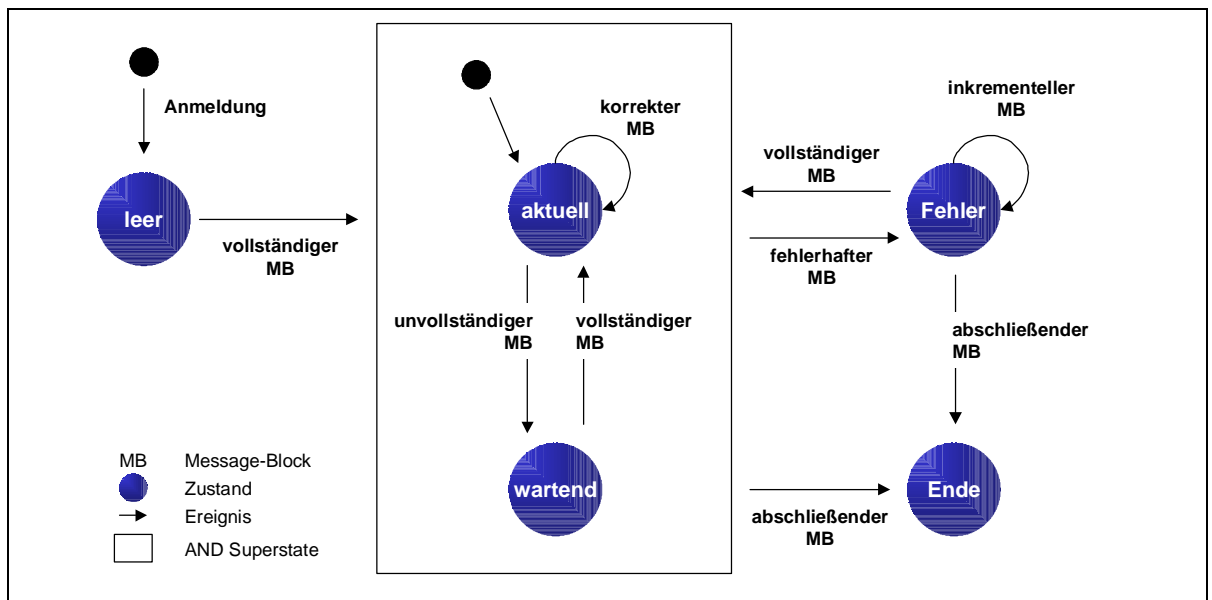 Anmeldung
leer
vollständiger
MB
korrekter
MB
aktuell
unvollständiger
MB
vollständiger
MB
wartend
inkrementeller
MB
vollständiger
MB
Fehler
fehlerhafter
MB
abschließender
MB
abschließender
MB
Ende
MB Message-Block
Zustand
Ereignis
AND Superstate